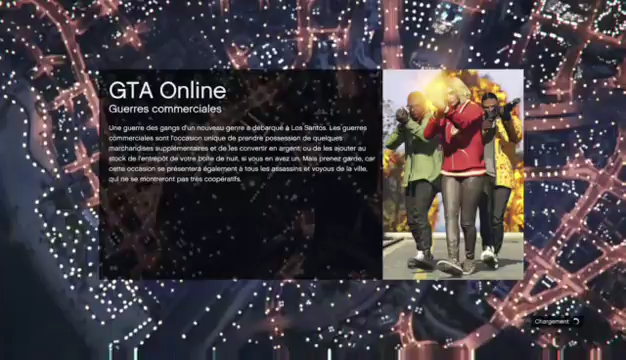 GTA Online
Guerres commerciales
Une guerre des gangs d'un nouveau genre a débarqué à Los Santos. Les guerres
commerciales sont l'occasion unique de prendre possession de quelques
marchandises supplémentaires et de les convertir en argent, ou de les ajouter au
stock de l'entrepôt de votre boîte de nuit, si vous en avez un. Mais prenez garde, car
cette occasion se présentera également à tous les assassins et voyous de la ville,
qui ne se montreront pas très coopératifs.
Chargement